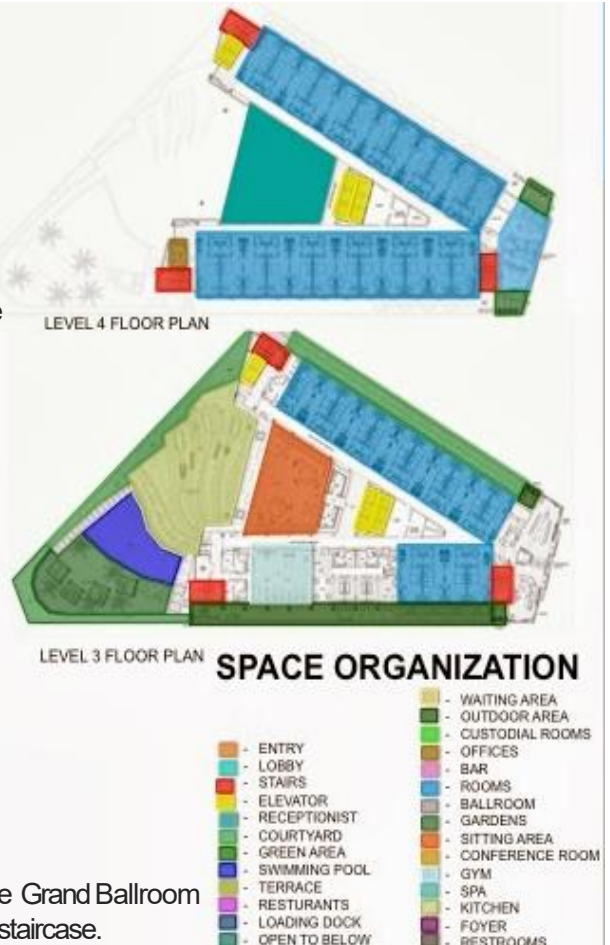 e
LEVEL 4 FLOOR PLAN
LEVEL 3 FLOOR PLAN
SPACE ORGANIZATION
- ENTRY
- LOBBY
- STAIRS
- ELEVATOR
- RECEPTIONIST
- COURTYARD
- GREEN AREA
- SWIMMING POOL
- TERRACE
- RESTURANTS
- LOADING DOCK
- OPEN TO BELOW
- WAITING AREA
- OUTDOOR AREA
- CUSTODIAL ROOMS
- OFFICES
- BAR
- ROOMS
- BALLROOM
- GARDENS
- SITTING AREA
- CONFERENCE ROOM
- GYM
- SPA
- KITCHEN
- FOYER
- RESTROOMS
e Grand Ballroom
staircase.